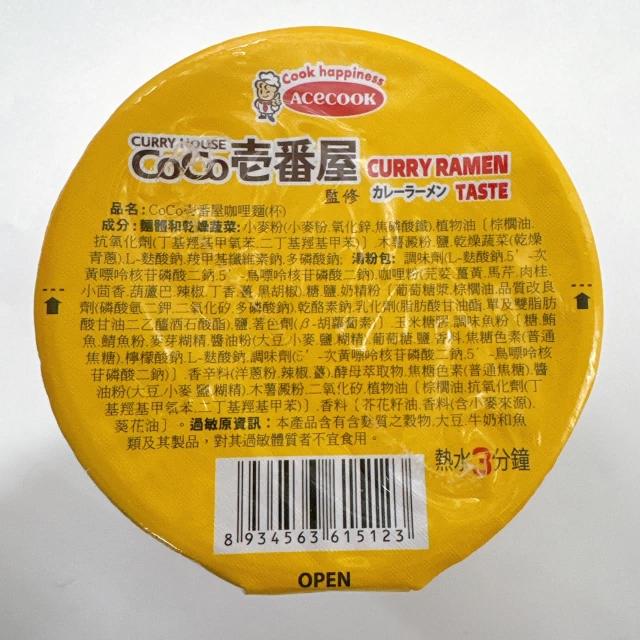 Cook happiness
Acecook
CURRY HOUSE
CoCo壱番屋 CURRY RAMEN
監修 カレーラーメン TASTE
品名:CoCo壱番屋咖哩麵(杯)
成分:麵體和乾燥蔬菜:小麥粉(小麥粉.氧化鋅.焦磷酸鐵).植物油〔棕櫚油.
抗氧化劑(丁基羥基甲氧苯.二丁基羥基甲苯)〕.木薯澱粉.鹽.乾燥蔬菜(乾燥
青蔥).L-麩酸鈉.羧甲基纖維素鈉.多磷酸鈉; 湯粉包: 調味劑(L-麩酸鈉.5'-次
黃嘌呤核苷磷酸二鈉.5'-鳥嘌呤核苷磷酸二鈉).咖哩粉(芫荽.薑黃.馬芹.肉桂.
小茴香.葫蘆巴.辣椒.丁香.薑.黑胡椒).糖.鹽.奶精粉〔葡萄糖漿.棕櫚油.品質改良
劑(磷酸氫二鉀.二氧化矽.多磷酸鈉).乾酪素鈉.乳化劑(脂肪酸甘油酯.單及雙脂肪
酸甘油二乙醯酒石酸酯).鹽.著色劑(β-胡蘿蔔素)〕.玉米糖膠.調味魚粉〔糖.鮪
魚.鯖魚粉.麥芽糊精.醬油粉(大豆.小麥.鹽.糊精).葡萄糖.鹽.香料.焦糖色素(普通
焦糖).檸檬酸鈉.L-麩酸鈉.調味劑(5'-次黃嘌呤核苷磷酸二鈉.5'-鳥嘌呤核
苷磷酸二鈉)〕.香辛料(洋蔥粉.辣椒.蔘).酵母萃取物.焦糖色素(普通焦糖).醬
油粉(大豆.小麥.鹽.糊精).木薯澱粉.二氧化矽.植物油〔棕櫚油.抗氧化劑(丁
基羥基甲氧苯.二丁基羥基甲苯)〕.香料〔芥花籽油.香料(含小麥來源).
葵花油〕。過敏原資訊:本產品含有含麩質之穀物.大豆.牛奶和魚
類及其製品，對其過敏體質者不宜食用。
熱水3分鐘
8 934563 615123
OPEN